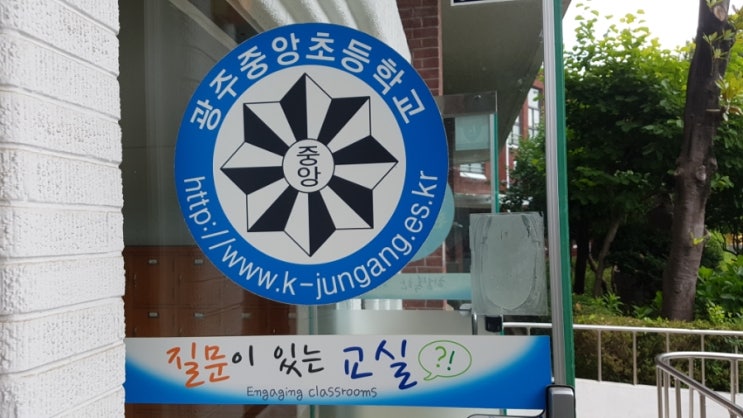 광주중앙초등학교
중앙
http://www.k-jungang.es.kr
질문이 있는 교실 ?!
Engaging classrooms